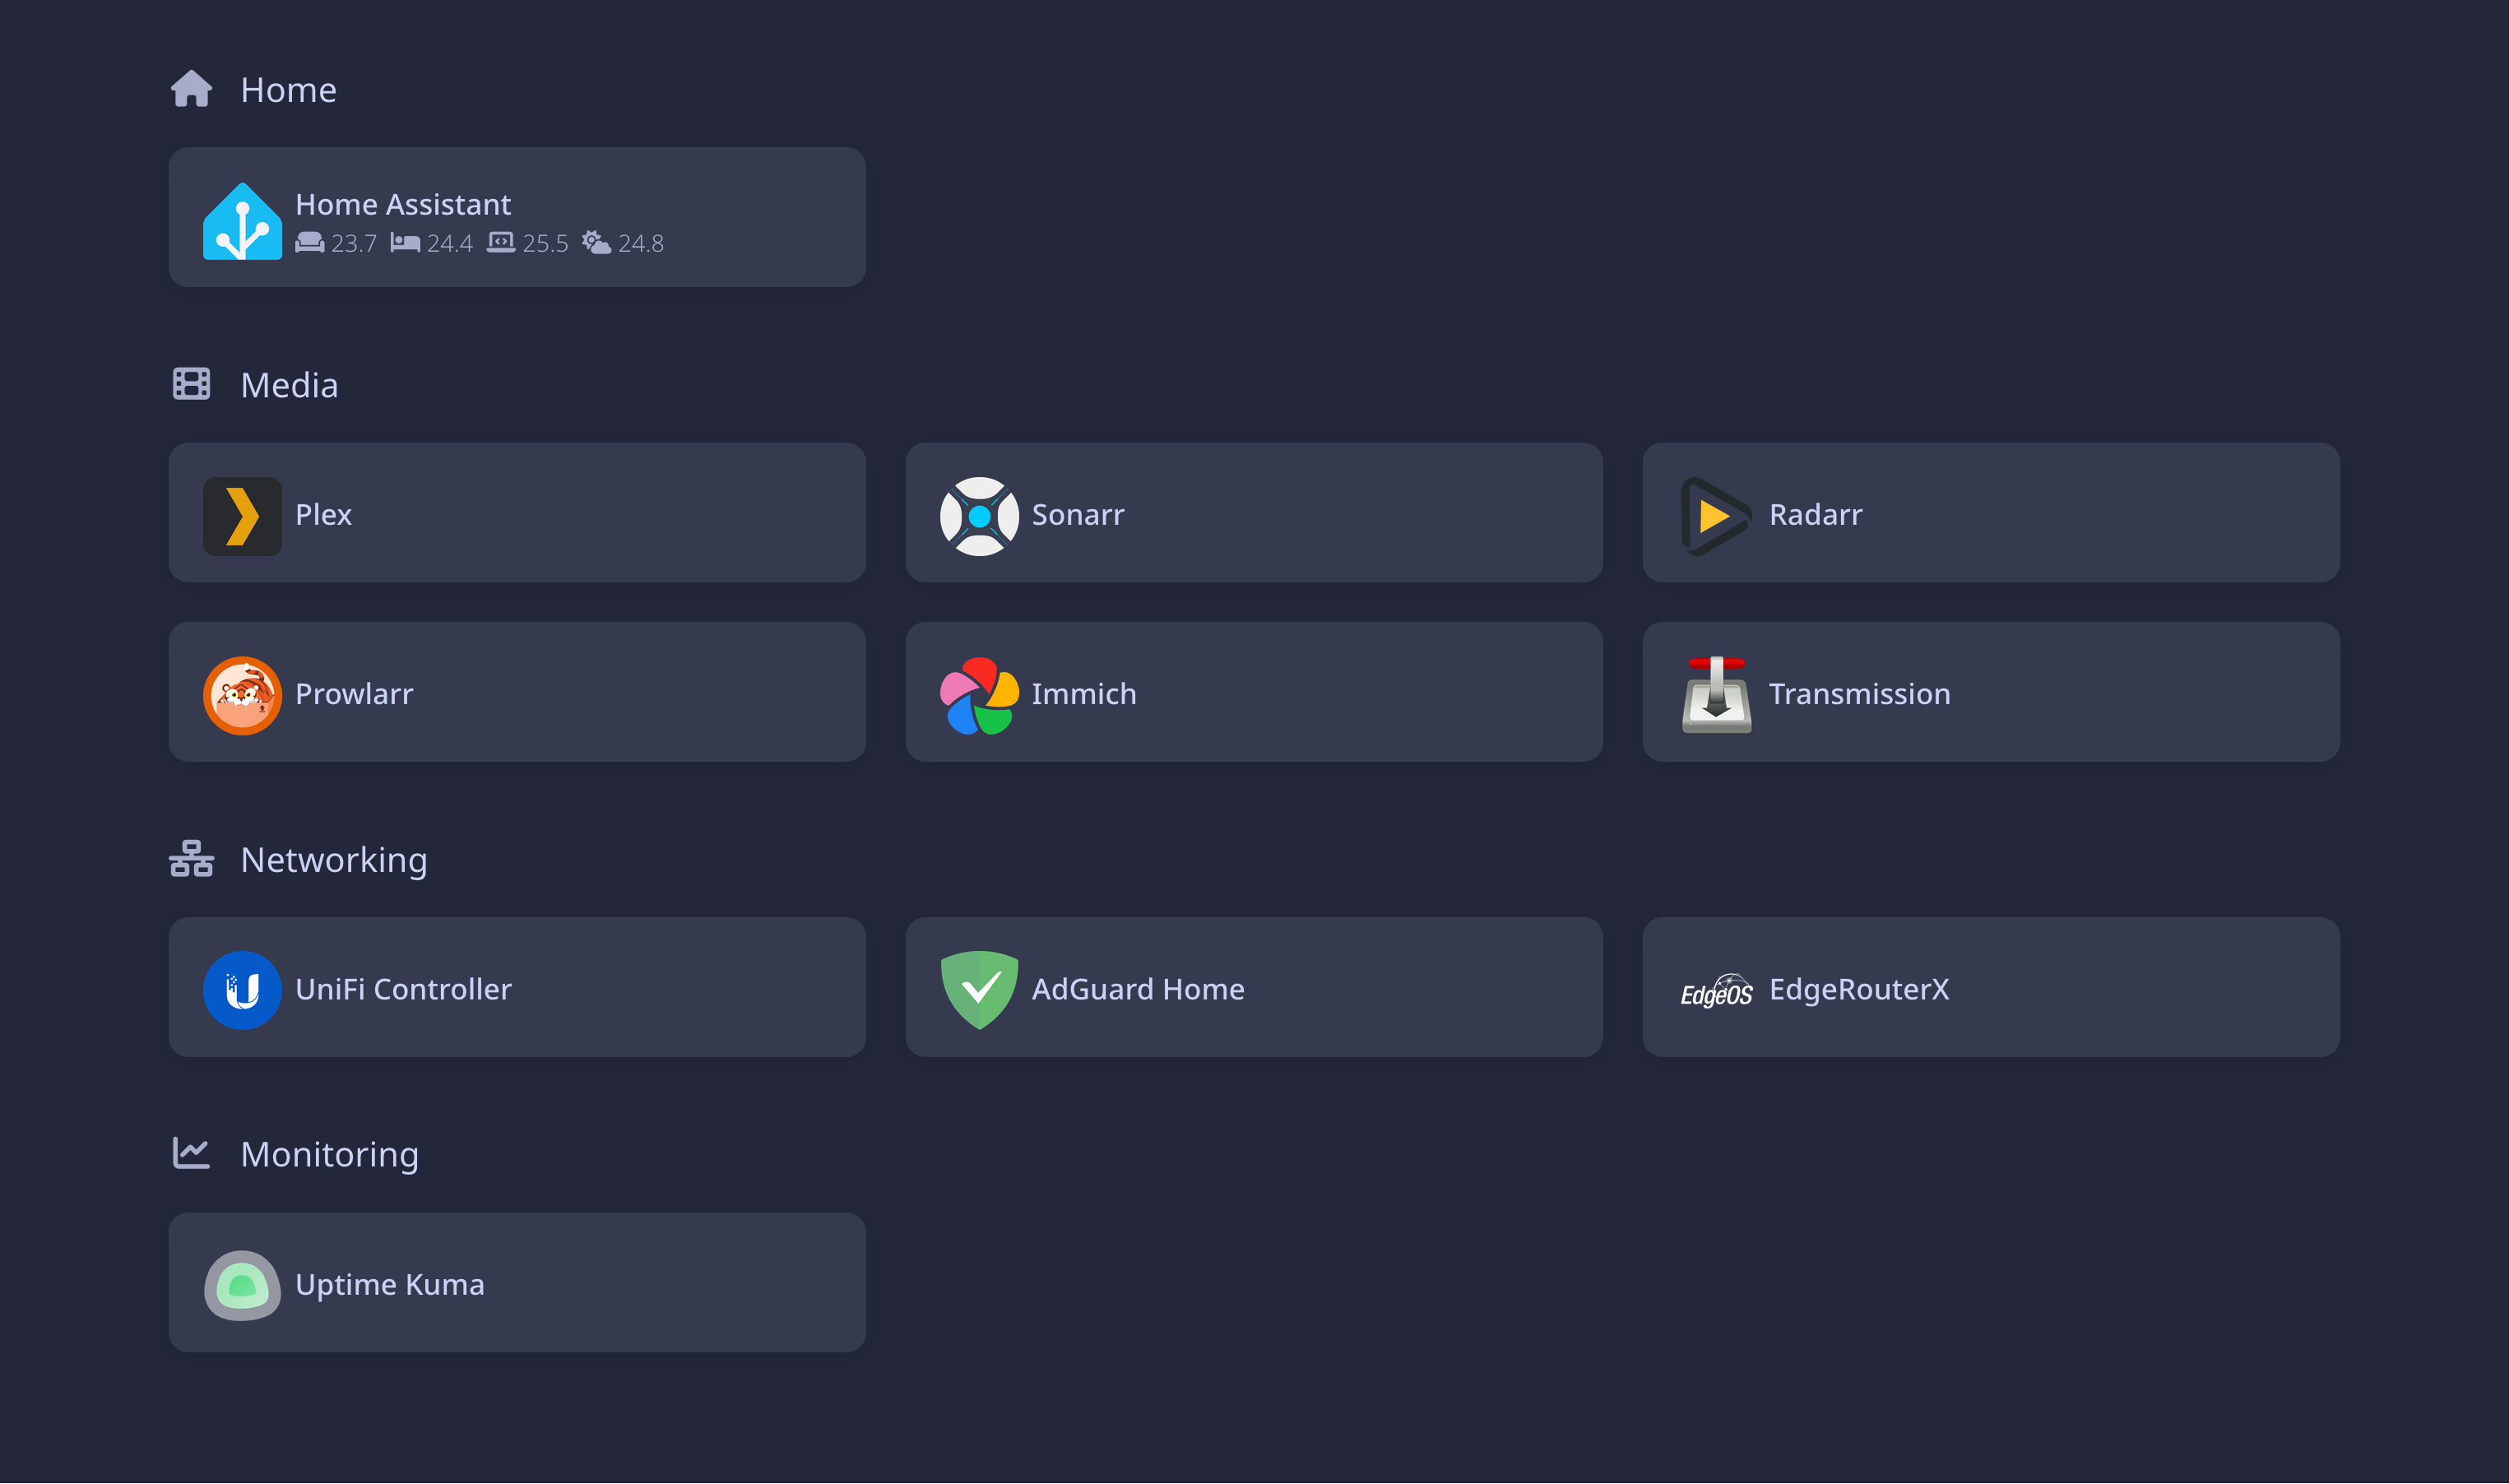 Home
Home Assistant
23.7 24.4 25.5 24.8
Media
Plex
Sonarr
Radarr
Prowlarr
Immich
Transmission
Networking
UniFi Controller
AdGuard Home
EdgeOS EdgeRouterX
Monitoring
Uptime Kuma